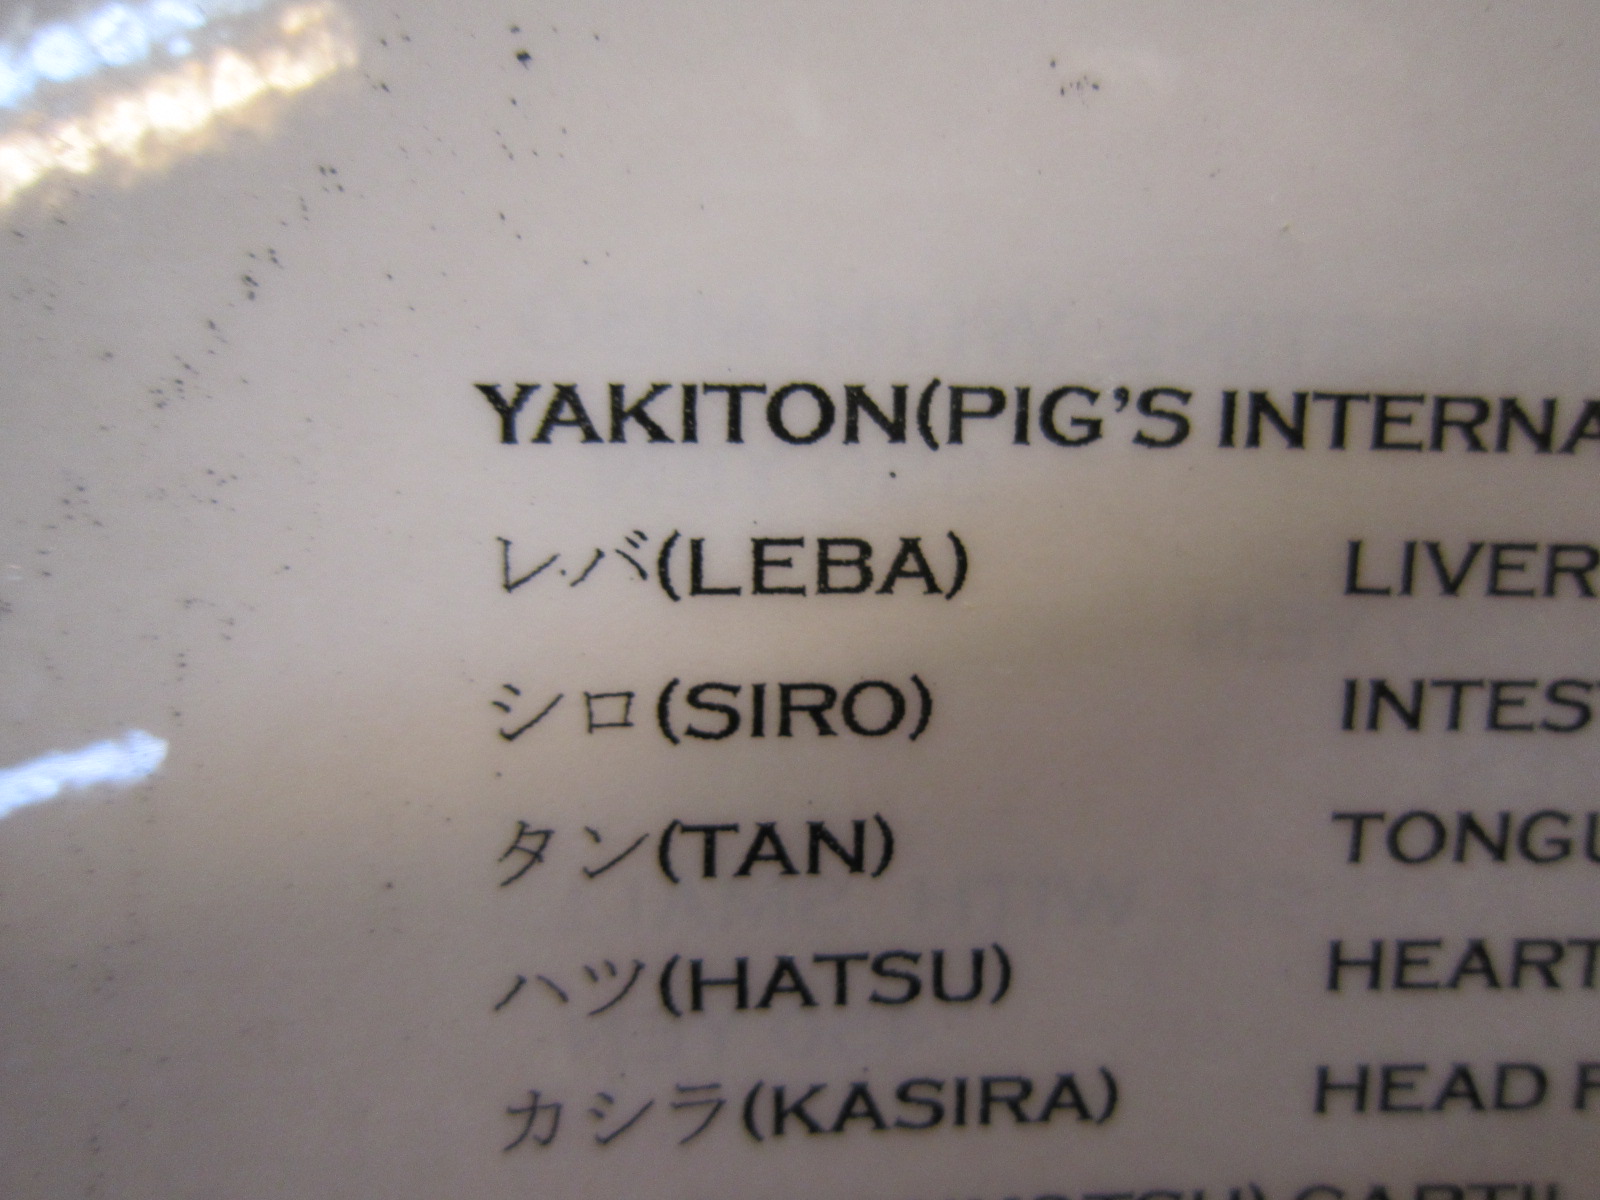 YAKITON(PIG'S INTERNA
レバ(LEBA) LIVER
シロ(SIRO) INTES
タン(TAN) TONGU
ハツ(HATSU) HEART
カシラ(KASIRA) HEAD